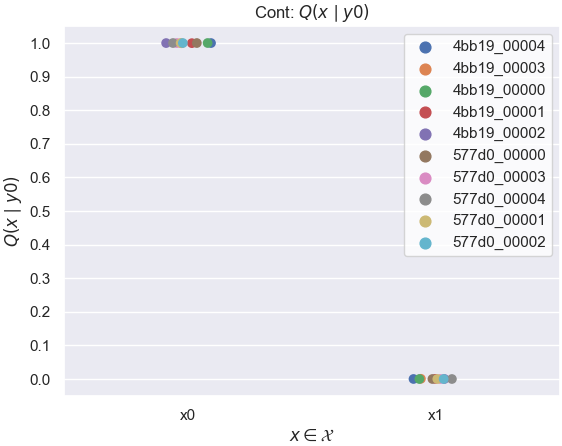 Cont: Q(x | y0)
Q(x | y0)
1.0
0.9
0.8
0.7
0.6
0.5
0.4
0.3
0.2
0.1
0.0
4bb19_00004
4bb19_00003
4bb19_00000
4bb19_00001
4bb19_00002
577d0_00000
577d0_00003
577d0_00004
577d0_00001
577d0_00002
x0
x1
x ∈ 𝒳